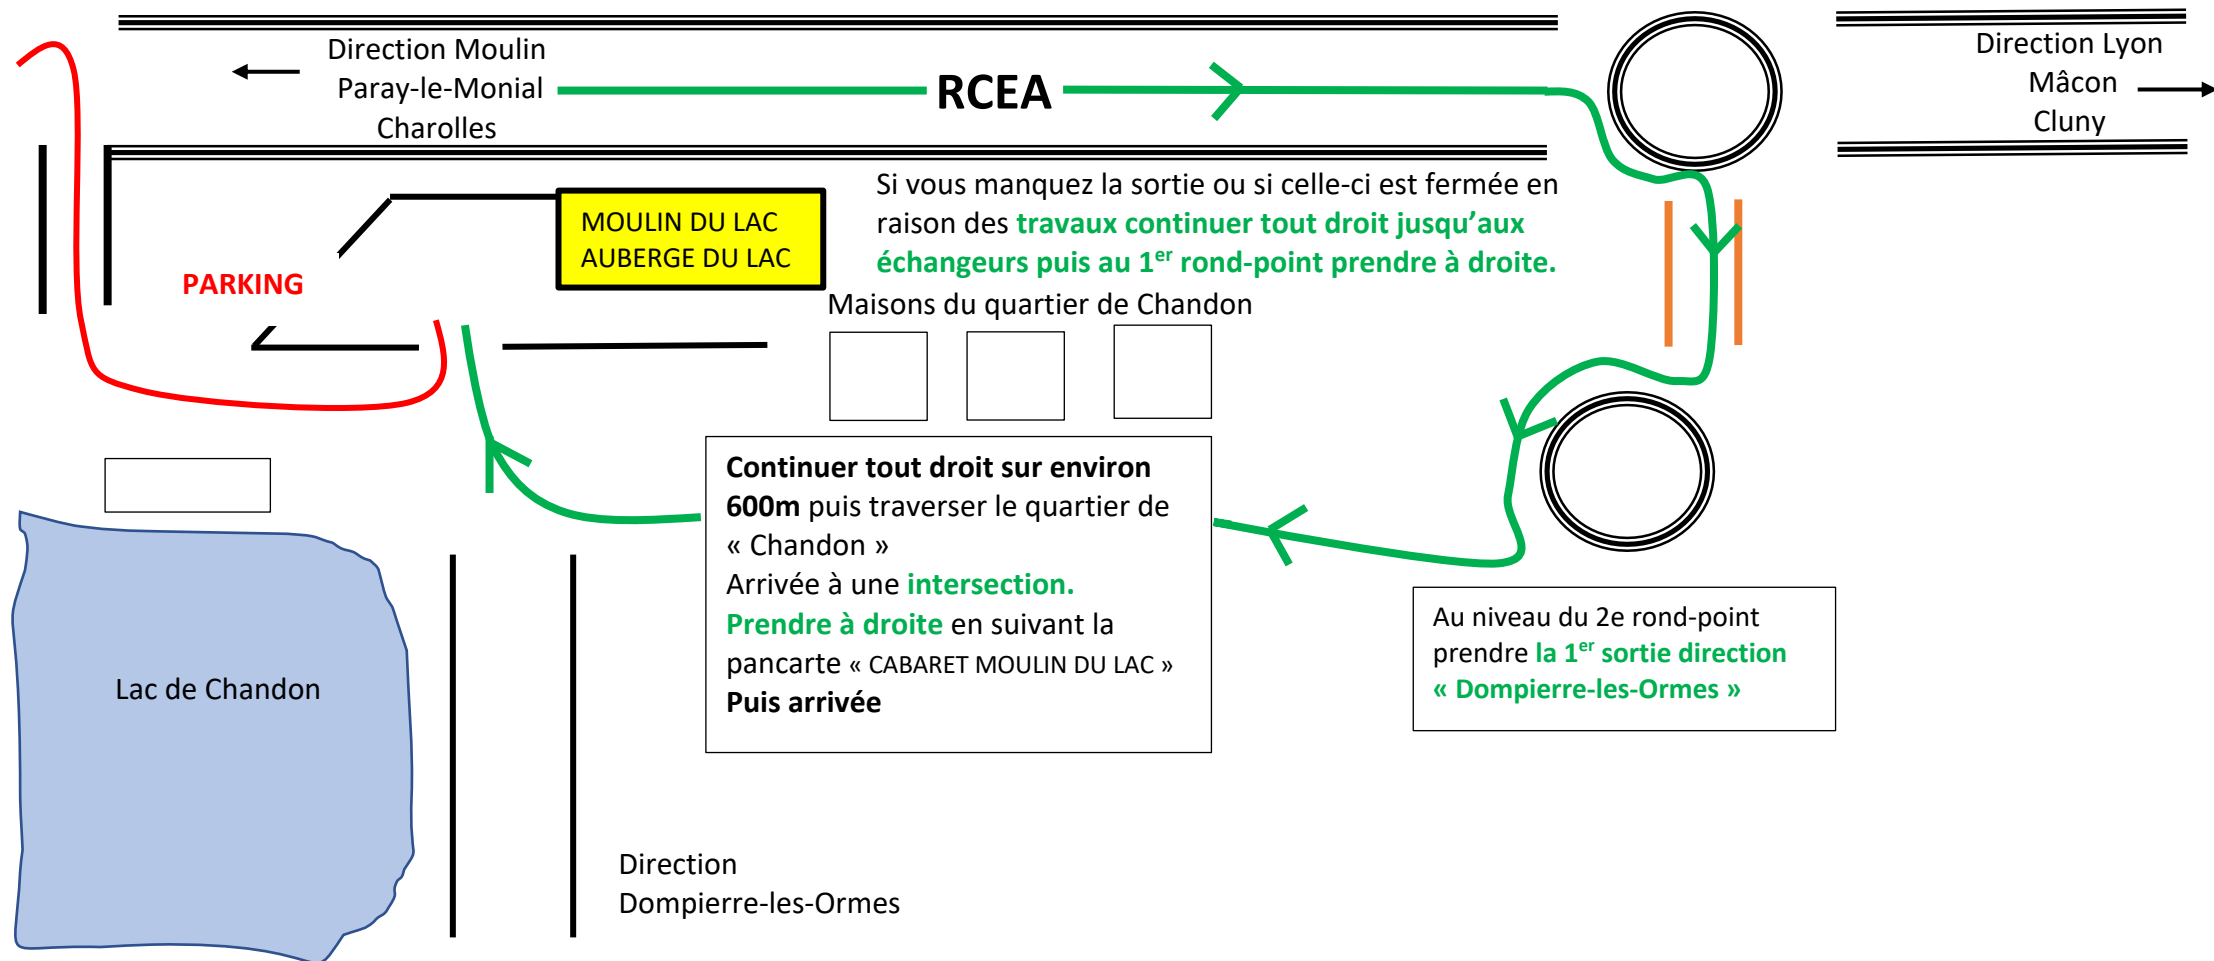 Direction Moulin
Paray-le-Monial
Charolles
RCEA
Direction Lyon
Mâcon
Cluny
MOULIN DU LAC
AUBERGE DU LAC
PARKING
Si vous manquez la sortie ou si celle-ci est fermée en
raison des travaux continuer tout droit jusqu’aux
échangeurs puis au 1er rond-point prendre à droite.
Maisons du quartier de Chandon
Continuer tout droit sur environ
600m puis traverser le quartier de
« Chandon »
Arrivée à une intersection.
Prendre à droite en suivant la
pancarte « CABARET MOULIN DU LAC »
Puis arrivée
Au niveau du 2e rond-point
prendre la 1er sortie direction
« Dompierre-les-Ormes »
Lac de Chandon
Direction
Dompierre-les-Ormes